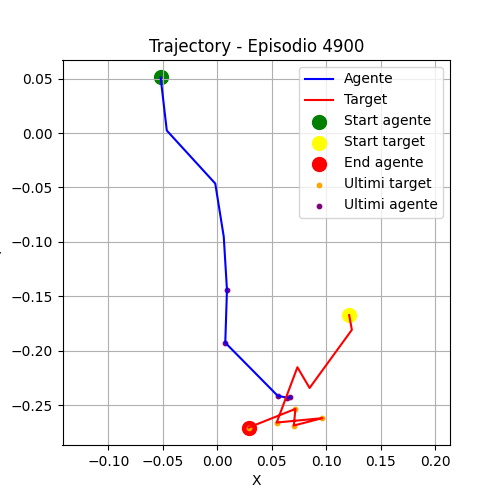 Trajectory - Episodio 4900
Agente
Target
Start agente
Start target
End agente
Ultimi target
Ultimi agente
0.05
0.00
−0.05
−0.10
−0.15
−0.20
−0.25
−0.10
−0.05
0.00
0.05
0.10
0.15
0.20
X